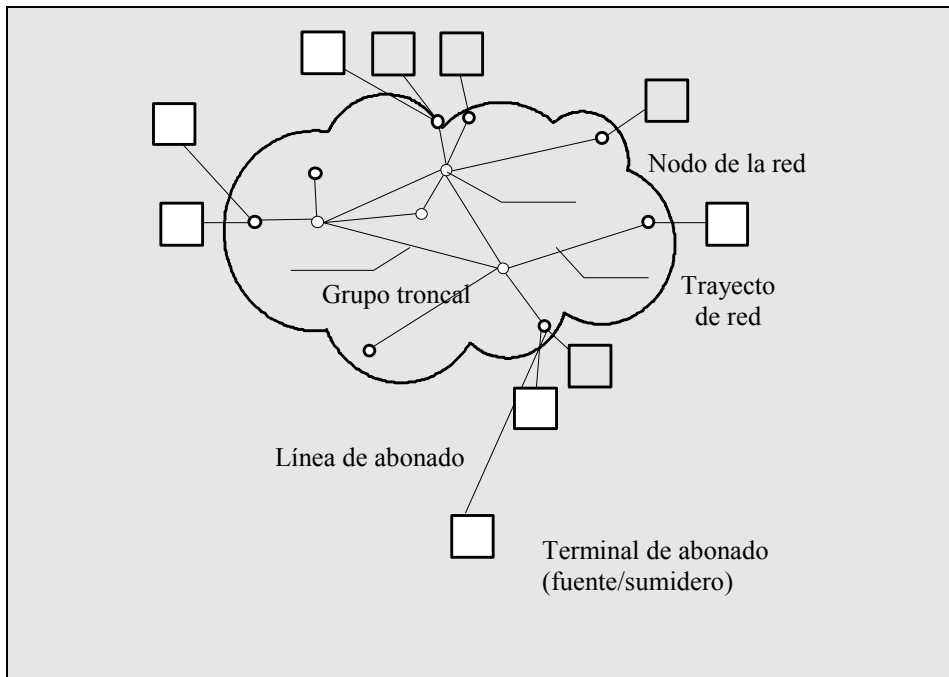 Nodo de la red
Grupo troncal
Trayecto
de red
Línea de abonado
Terminal de abonado
(fuente/sumidero)